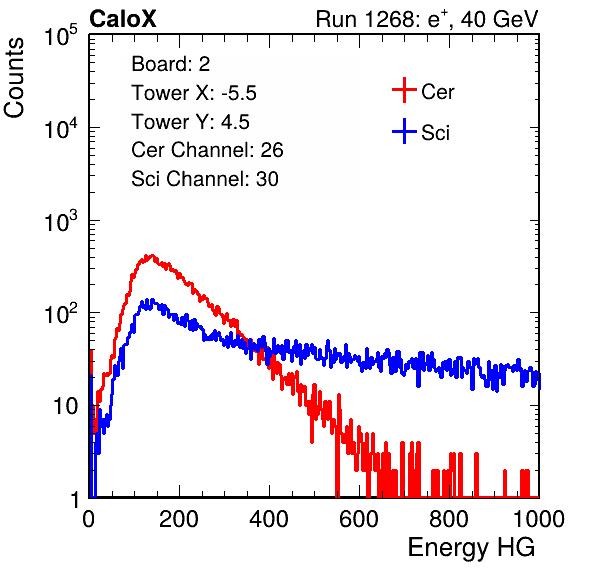 CaloX Run 1268: e⁺, 40 GeV
Counts
Board: 2
Tower X: -5.5
Tower Y: 4.5
Cer Channel: 26
Sci Channel: 30
Cer
Sci
10⁵
10⁴
10³
10²
10
1
0 200 400 600 800 1000
Energy HG